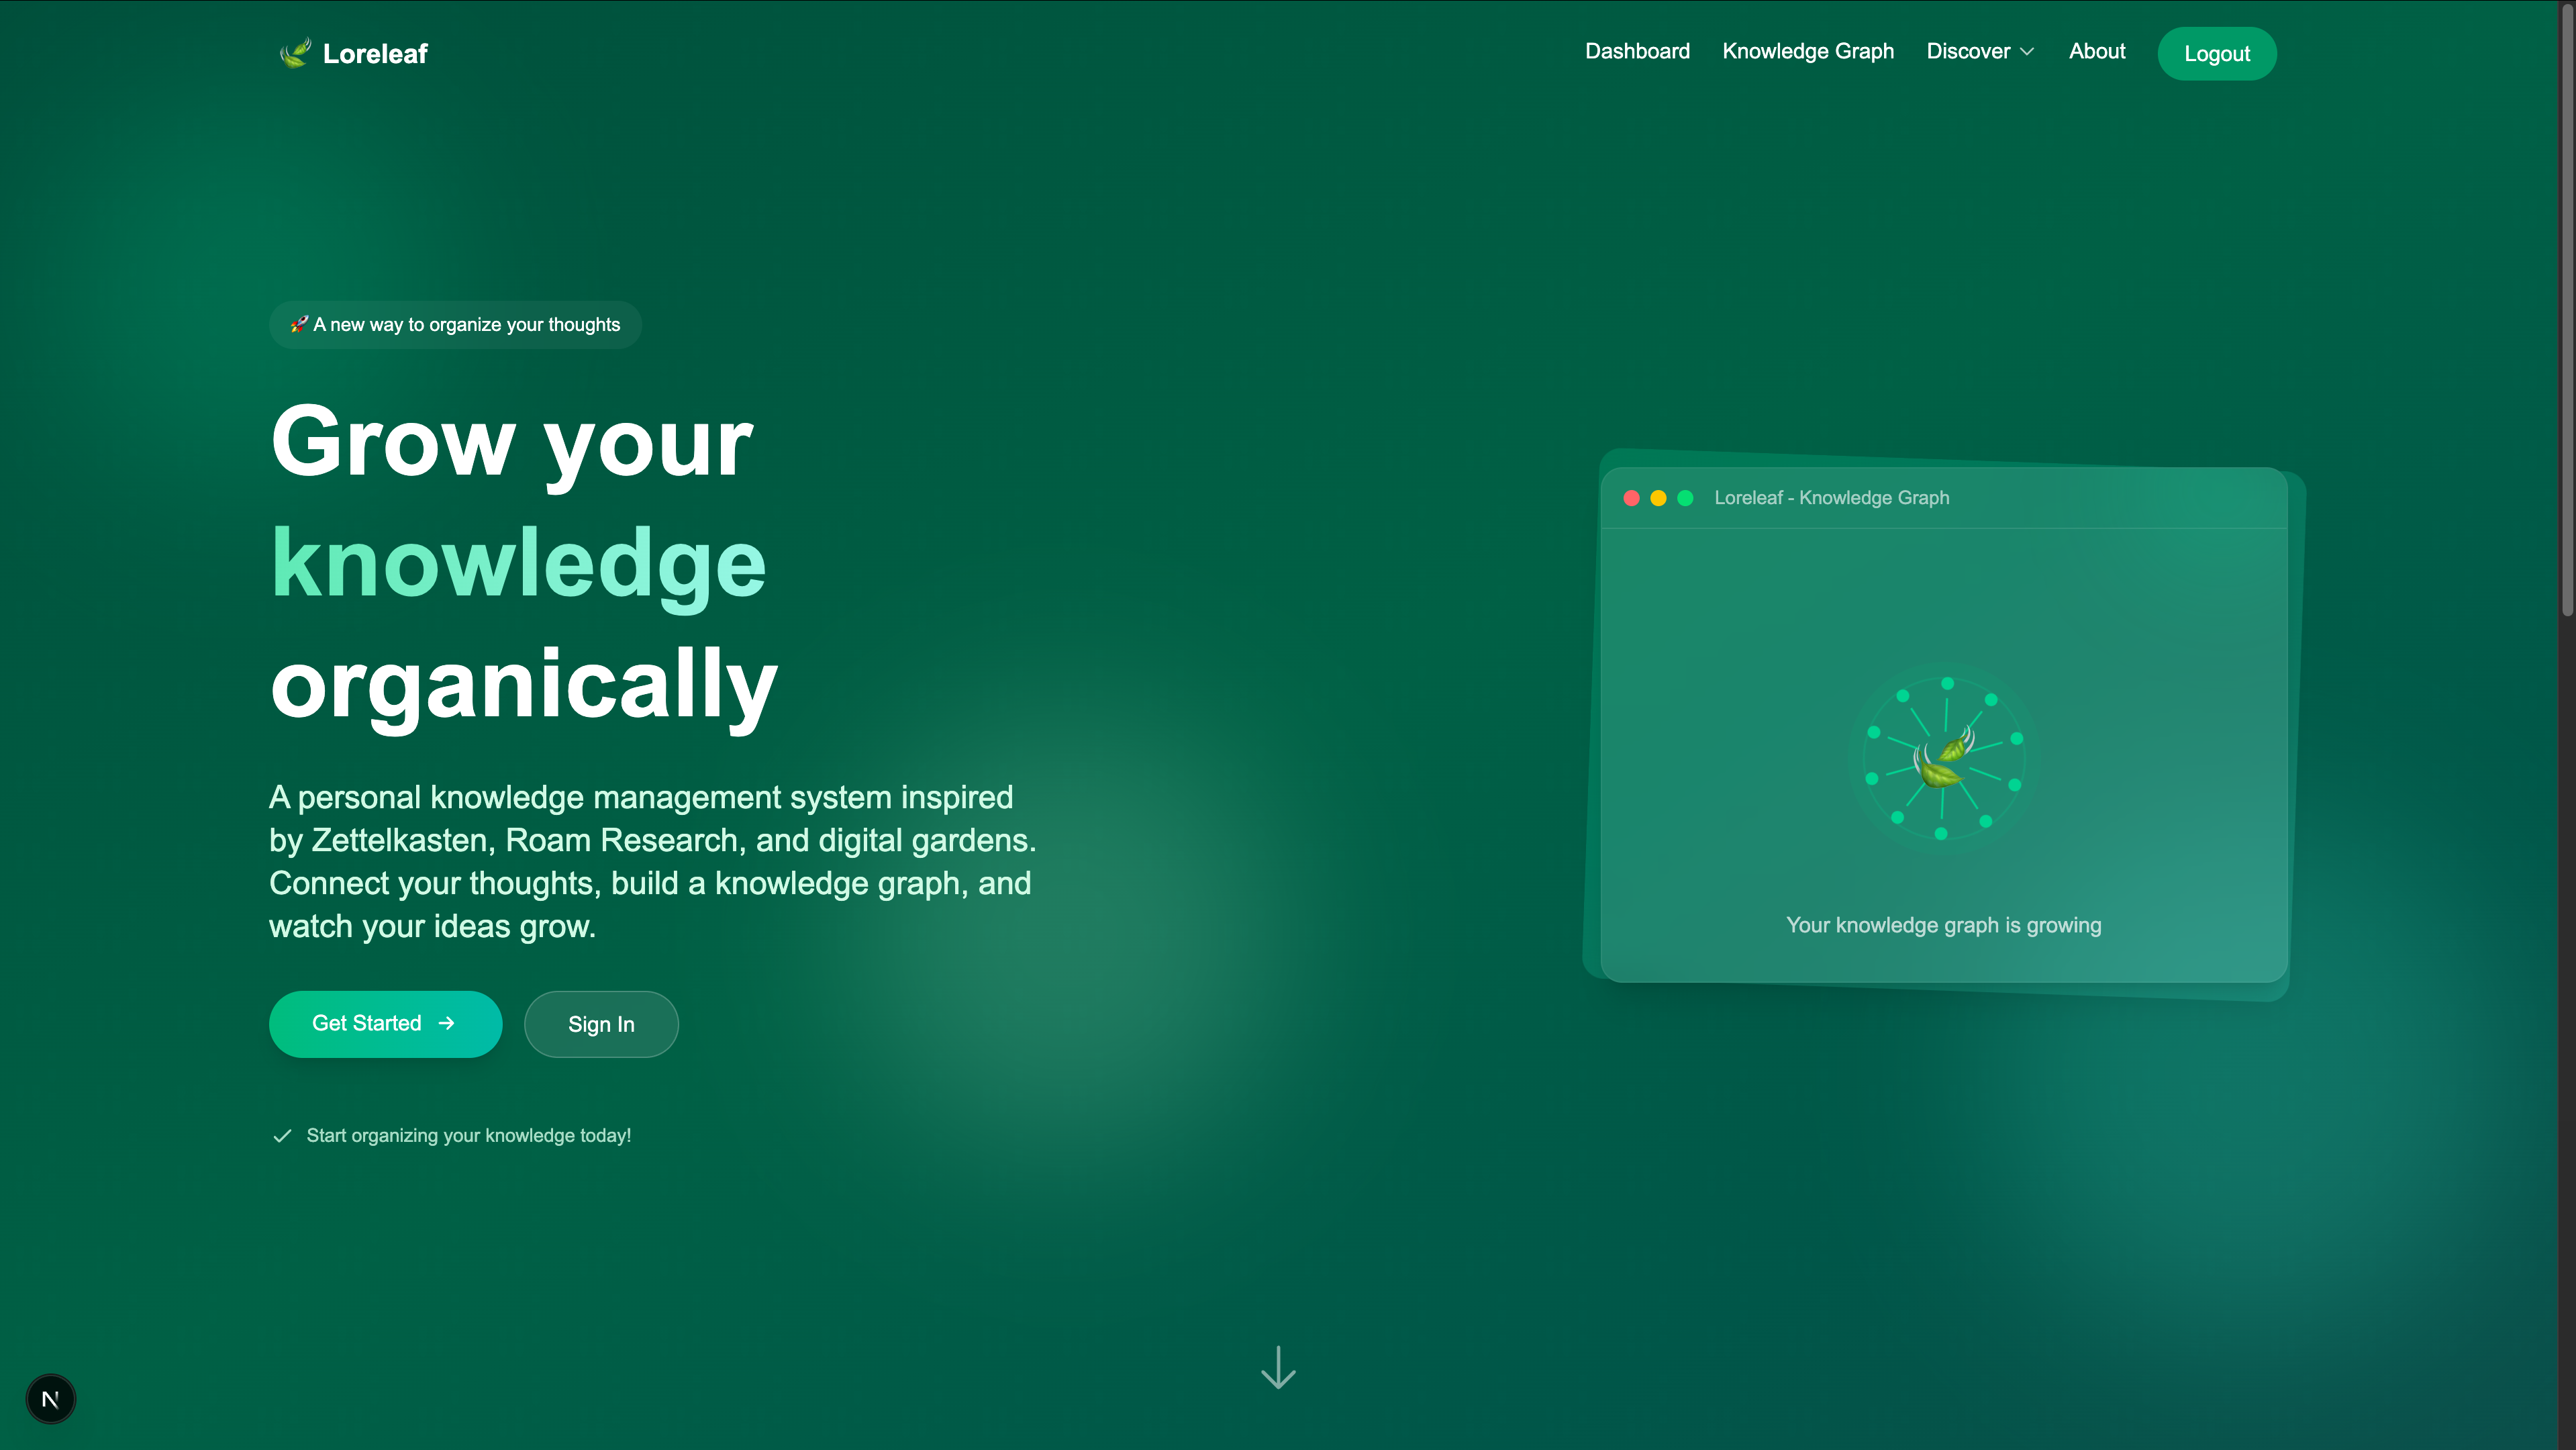 Loreleaf
Dashboard
Knowledge Graph
Discover
About
Logout
🚀 A new way to organize your thoughts
Grow your
knowledge
organically
A personal knowledge management system inspired
by Zettelkasten, Roam Research, and digital gardens.
Connect your thoughts, build a knowledge graph, and
watch your ideas grow.
Get Started →
Sign In
Start organizing your knowledge today!
Loreleaf - Knowledge Graph
Your knowledge graph is growing
N